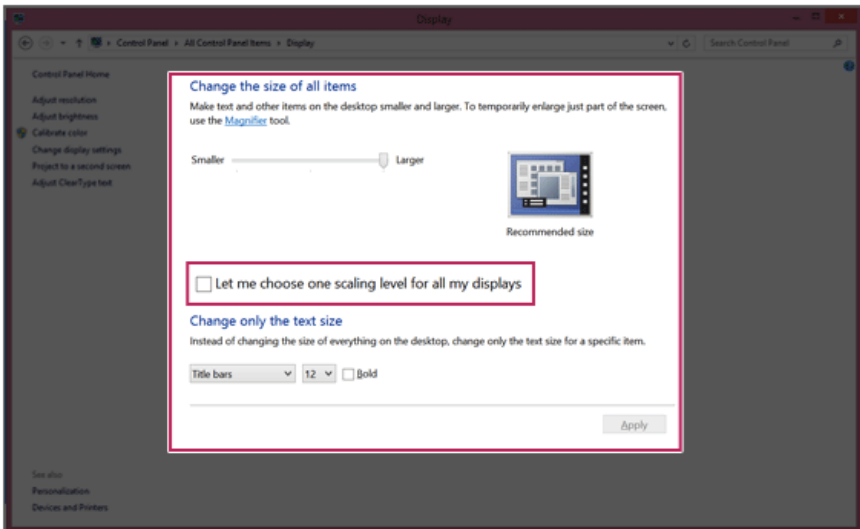 Display
Control Panel ▸ All Control Panel Items ▸ Display
Search Control Panel
Control Panel Home
Adjust resolution
Adjust brightness
Calibrate color
Change display settings
Project to a second screen
Adjust ClearType text
Change the size of all items
Make text and other items on the desktop smaller and larger. To temporarily enlarge just part of the screen,
use the Magnifier tool.
Smaller Larger
Recommended size
Let me choose one scaling level for all my displays
Change only the text size
Instead of changing the size of everything on the desktop, change only the text size for a specific item.
Title bars 12 Bold
Apply
See also
Personalization
Devices and Printers